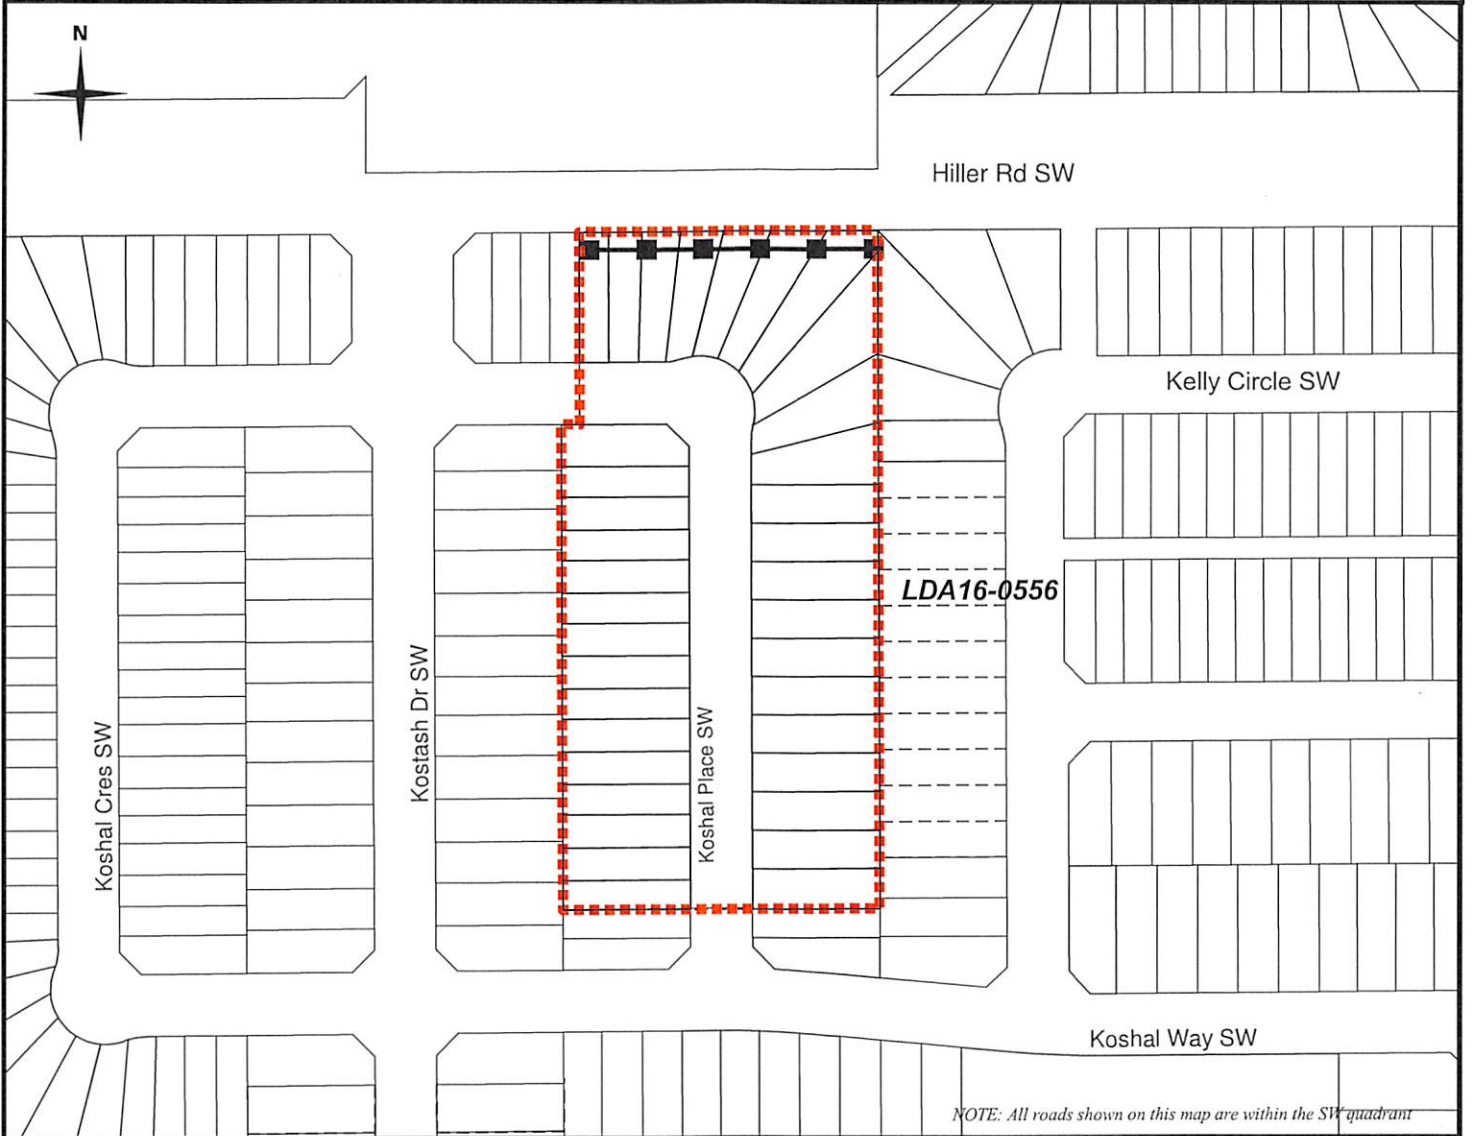 N
Hiller Rd SW
Kelly Circle SW
LDA16-0556
Kostash Dr SW
Koshal Cres SW
Koshal Place SW
Koshal Way SW
NOTE: All roads shown on this map are within the SW quadrant